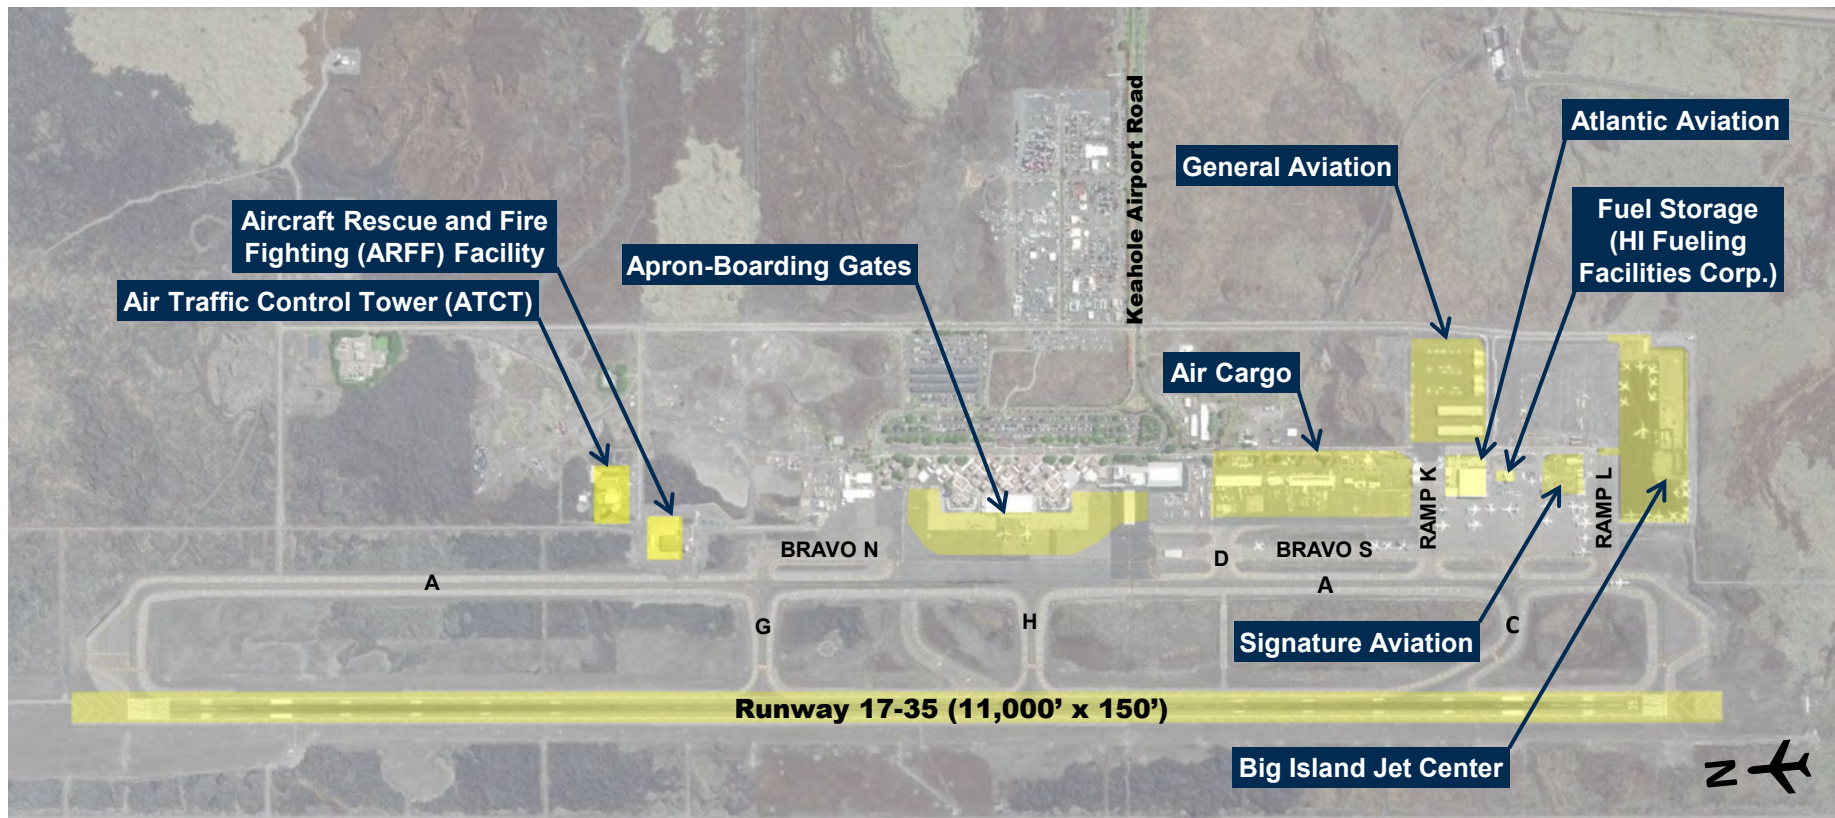 Keahole Airport Road
Atlantic Aviation
General Aviation
Fuel Storage
(HI Fueling
Facilities Corp.)
Aircraft Rescue and Fire
Fighting (ARFF) Facility
Apron-Boarding Gates
Air Traffic Control Tower (ATCT)
Air Cargo
RAMP K
RAMP L
BRAVO N
D
BRAVO S
A
A
G
H
C
Signature Aviation
Runway 17-35 (11,000’ x 150’)
Big Island Jet Center
N